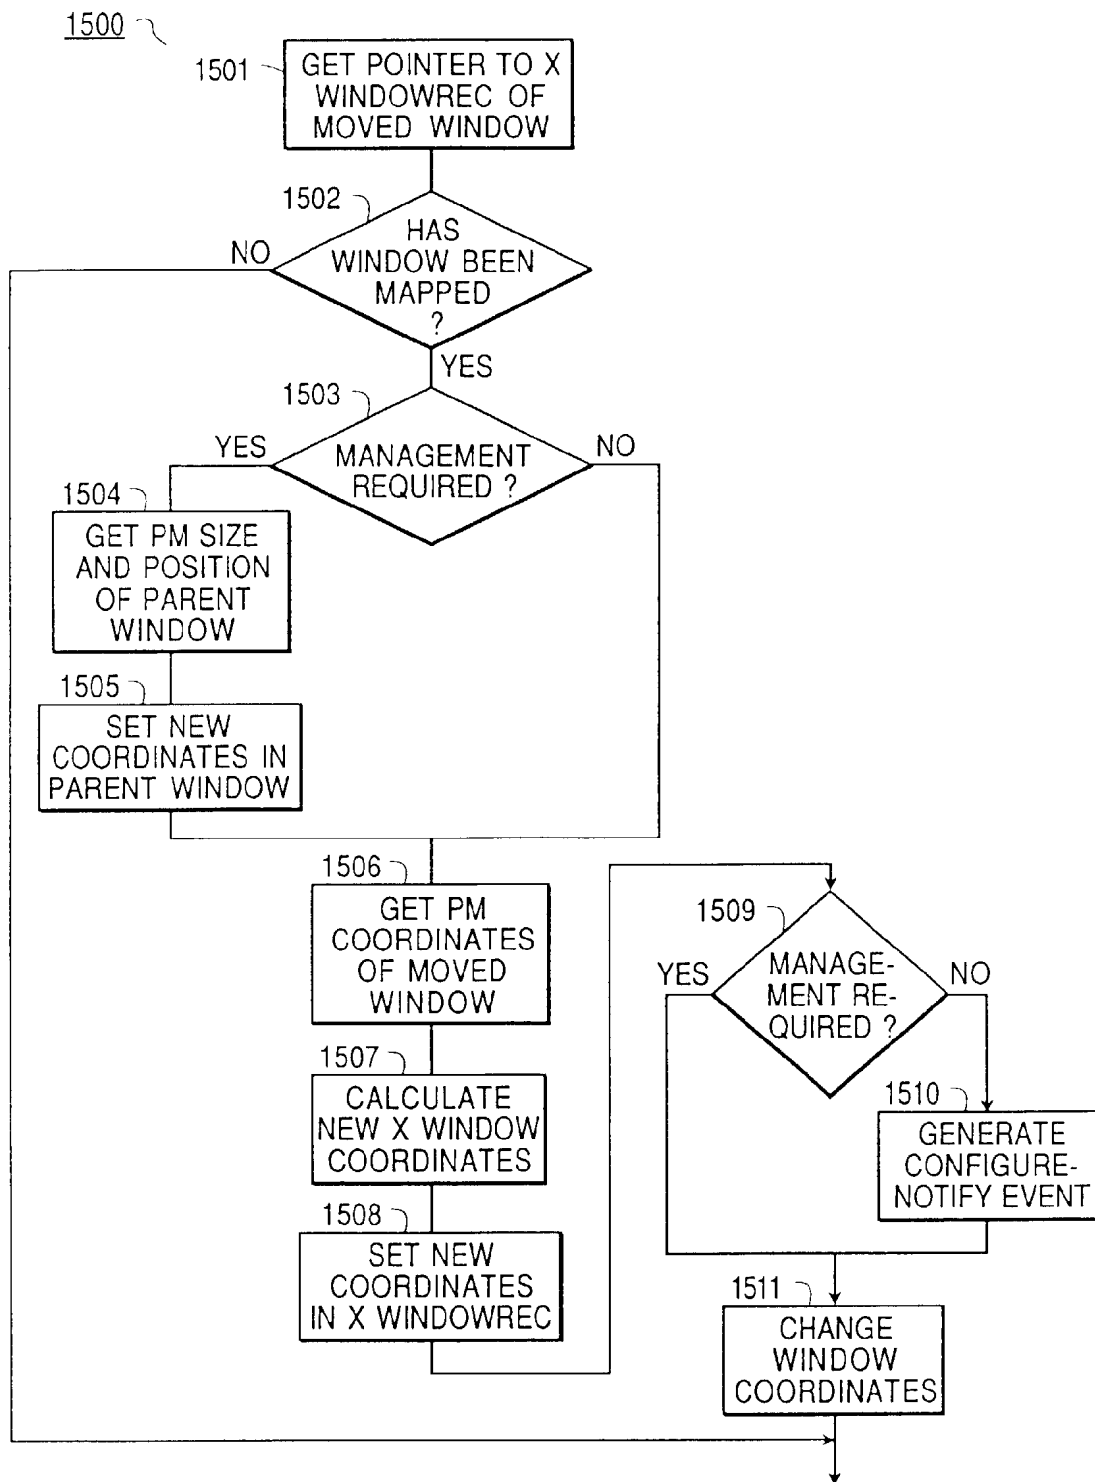 1500
1501
GET POINTER TO X
WINDOWREC OF
MOVED WINDOW
1502
NO
HAS
WINDOW BEEN
MAPPED
?
YES
1503
YES
MANAGEMENT
REQUIRED ?
NO
1504
GET PM SIZE
AND POSITION
OF PARENT
WINDOW
1505
SET NEW
COORDINATES IN
PARENT WINDOW
1506
GET PM
COORDINATES
OF MOVED
WINDOW
1507
CALCULATE
NEW X WINDOW
COORDINATES
1508
SET NEW
COORDINATES
IN X WINDOWREC
1509
YES
MANAGE-
MENT RE-
QUIRED ?
NO
1510
GENERATE
CONFIGURE-
NOTIFY EVENT
1511
CHANGE
WINDOW
COORDINATES